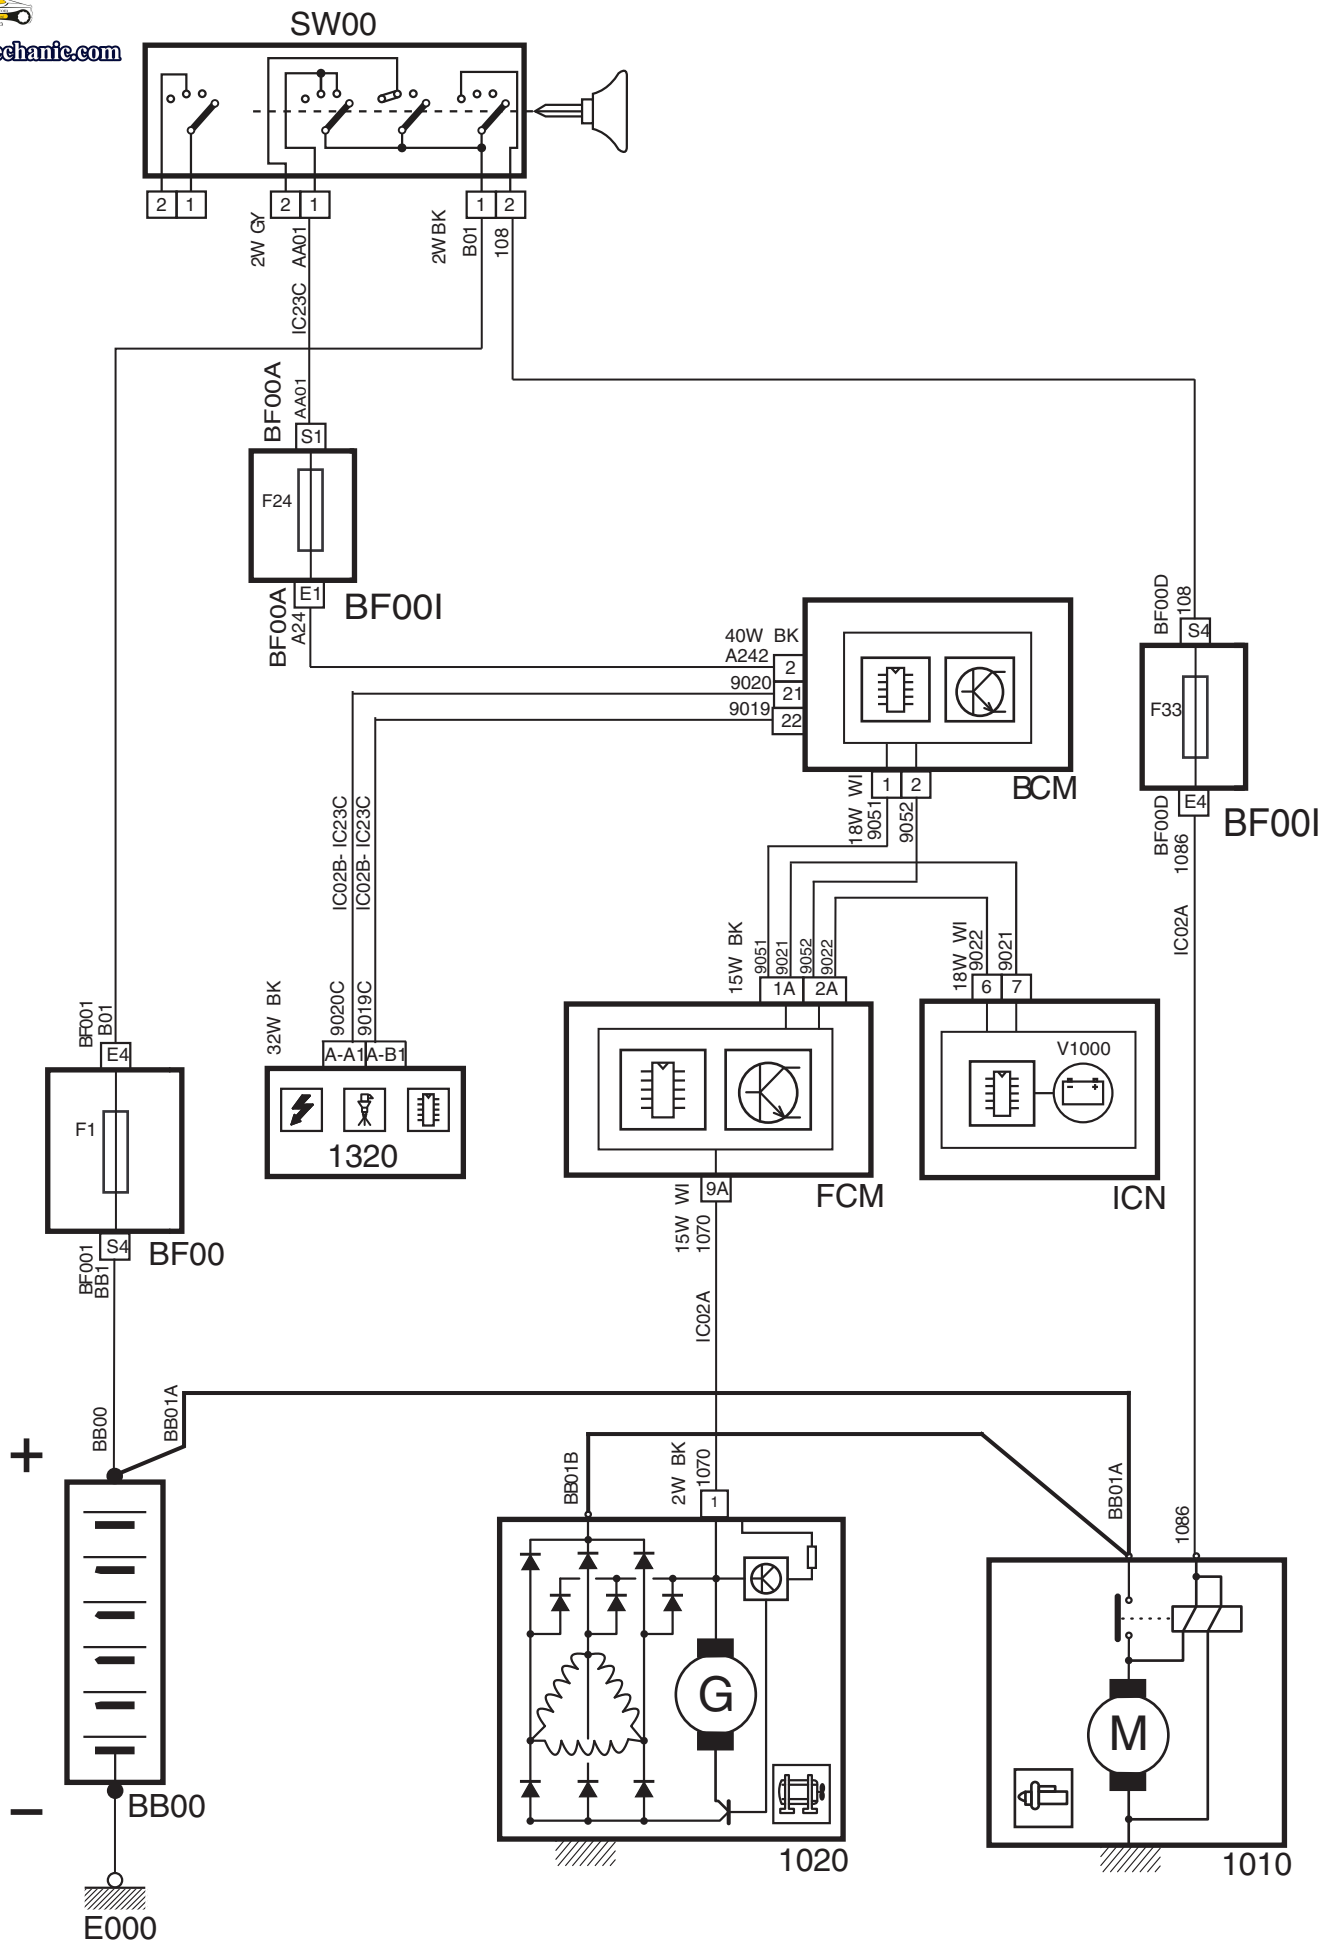 SW00
echanic.com
2 1
2 1
1 2
2W GY
AA01
2W BK
B01
108
IC23C
BF00A
AA01
S1
F24
E1
BF00I
BF00A
A24
BF00D
108
S4
F33
E4
BF00I
BF00D
1086
IC02A
40W BK
A242
2
9020
21
9019
22
BCM
18W WI
9051
1 2
9052
IC02B- IC23C
IC02B- IC23C
15W BK
9051
9021
9052
9022
1A 2A
18W WI
9022
9021
6 7
V1000
ICN
FCM
9A
15W WI
1070
IC02A
32W BK
9020C
9019C
A-A1 A-B1
1320
BF001
B01
E4
F1
S4
BF00
BF001
BB1
BB00
BB01A
+
−
BB00
E000
BB01B
2W BK
1070
1
G
1020
BB01A
1086
M
1010